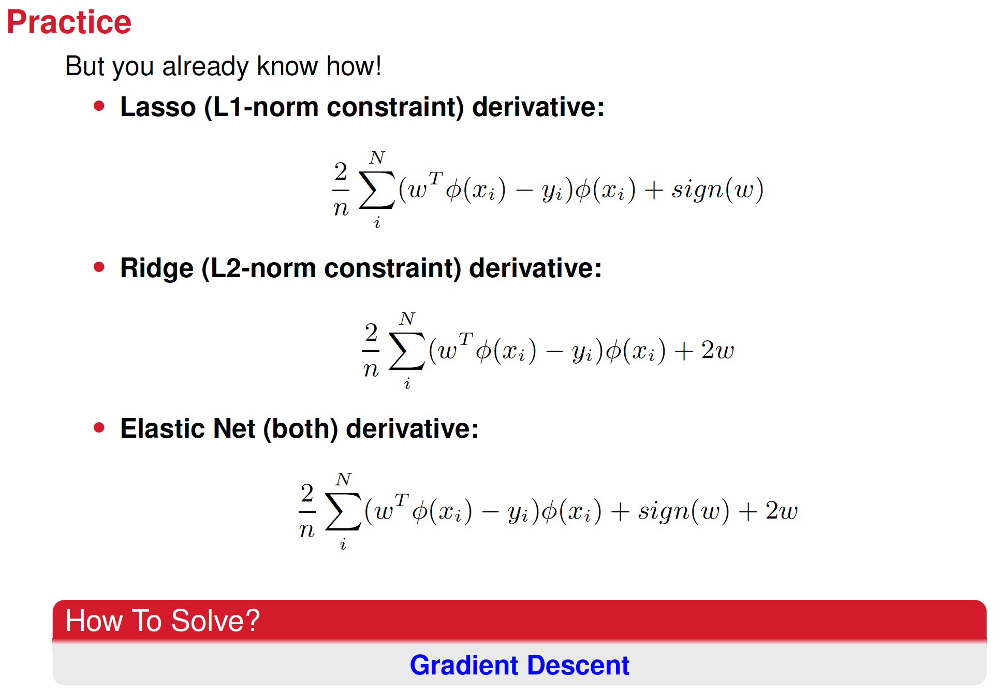 Practice
But you already know how!
• Lasso (L1-norm constraint) derivative:
$\frac{2}{n} \sum_{i}^{N} (w^T \phi(x_i) - y_i)\phi(x_i) + sign(w)$
• Ridge (L2-norm constraint) derivative:
$\frac{2}{n} \sum_{i}^{N} (w^T \phi(x_i) - y_i)\phi(x_i) + 2w$
• Elastic Net (both) derivative:
$\frac{2}{n} \sum_{i}^{N} (w^T \phi(x_i) - y_i)\phi(x_i) + sign(w) + 2w$
How To Solve?
Gradient Descent